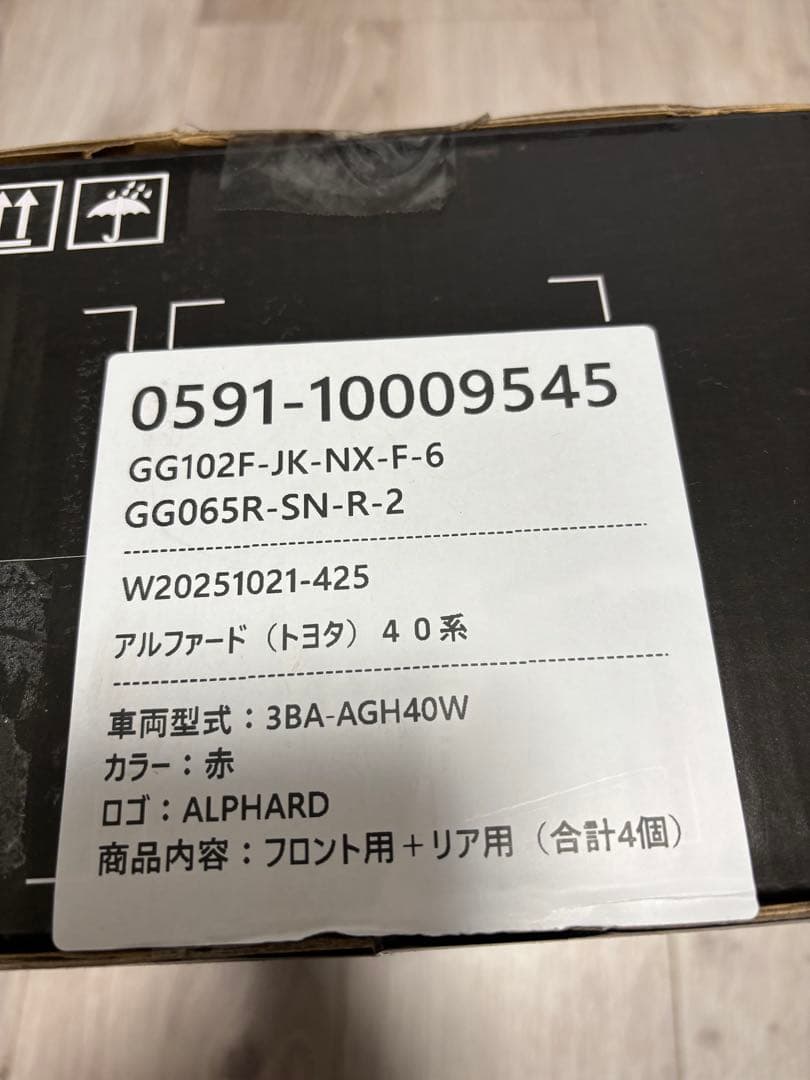 0591-10009545
GG102F-JK-NX-F-6
GG065R-SN-R-2
W20251021-425
アルファード（トヨタ）４０系
車両型式：3BA-AGH40W
カラー：赤
ロゴ：ALPHARD
商品内容：フロント用＋リア用（合計4個）